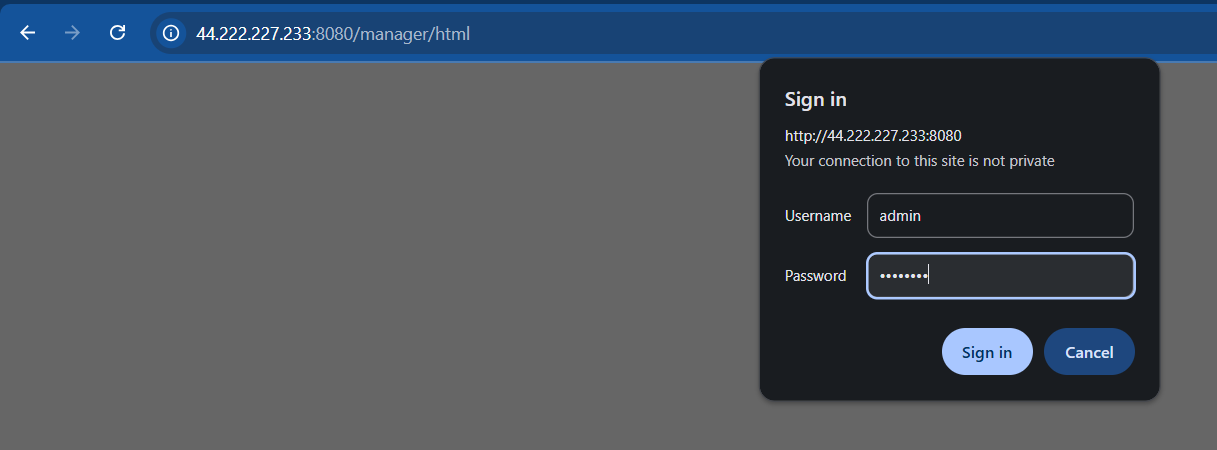 44.222.227.233:8080/manager/html
Sign in
http://44.222.227.233:8080
Your connection to this site is not private
Username admin
Password ••••••••
Sign in Cancel